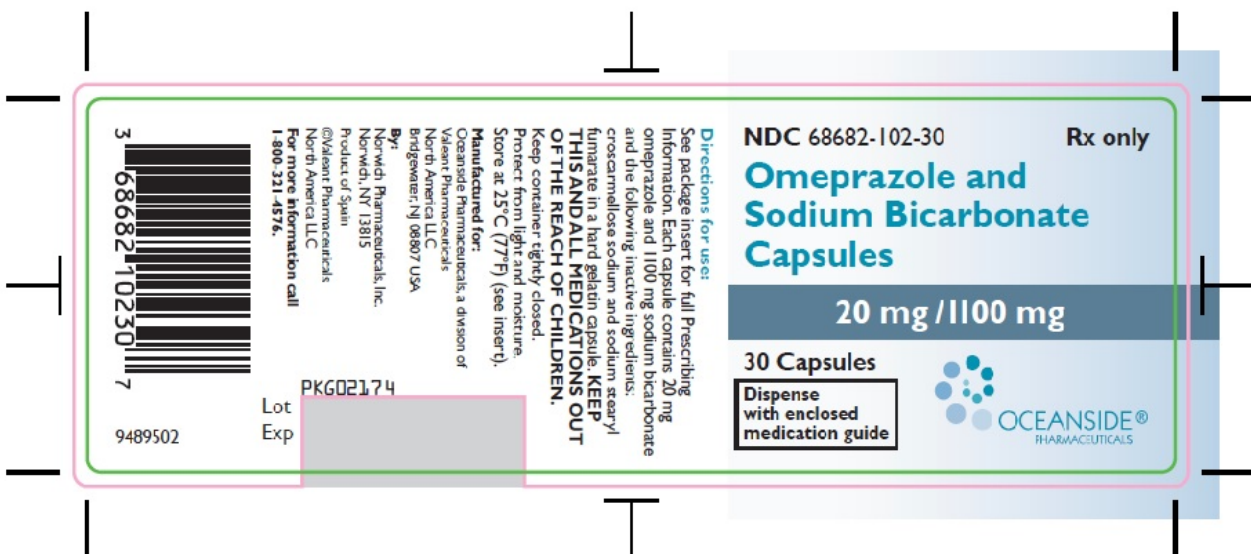 NDC 68682-102-30 Rx only
Omeprazole and
Sodium Bicarbonate
Capsules
20 mg/1100 mg
30 Capsules
Dispense
with enclosed
medication guide
OCEANSIDE®
PHARMACEUTICALS
Directions for use:
See package insert for full Prescribing
Information. Each capsule contains 20 mg
omeprazole and 1100 mg sodium bicarbonate
and the following inactive ingredients:
croscarmellose sodium and sodium stearyl
fumarate in a hard gelatin capsule. KEEP
THIS AND ALL MEDICATIONS OUT
OF THE REACH OF CHILDREN.
Keep container tightly closed.
Protect from light and moisture.
Store at 25°C (77°F) (see insert).
Manufactured for:
Oceanside Pharmaceuticals, a division of
Valeant Pharmaceuticals
North America LLC
Bridgewater, NJ 08807 USA
By:
Norwich Pharmaceuticals, Inc.
Norwich, NY 13815
Product of Spain
©Valeant Pharmaceuticals
North America LLC
For more information call
1-800-321-4576.
3 68682 10230 7
PKG02174
Lot
Exp
9489502